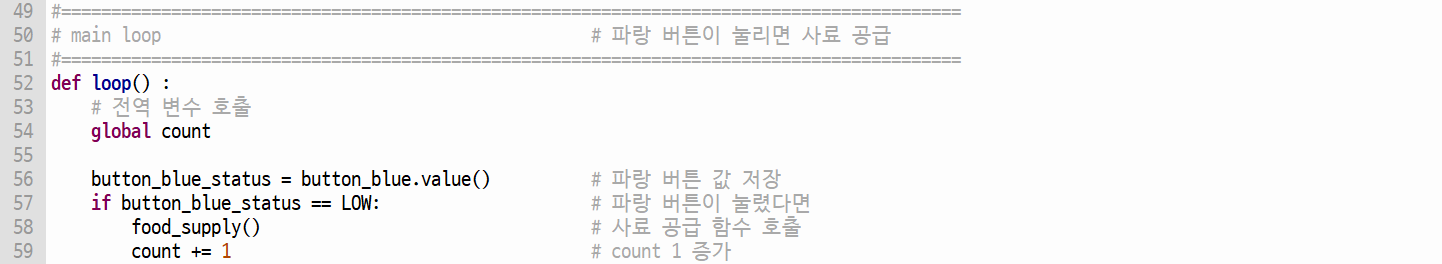 49 #==========================================================================================
50 # main loop                                           # 파랑 버튼이 눌리면 사료 공급
51 #==========================================================================================
52 def loop() :
53     # 전역 변수 호출
54     global count
55
56     button_blue_status = button_blue.value()          # 파랑 버튼 값 저장
57     if button_blue_status == LOW:                     # 파랑 버튼이 눌렸다면
58         food_supply()                                 # 사료 공급 함수 호출
59         count += 1                                    # count 1 증가